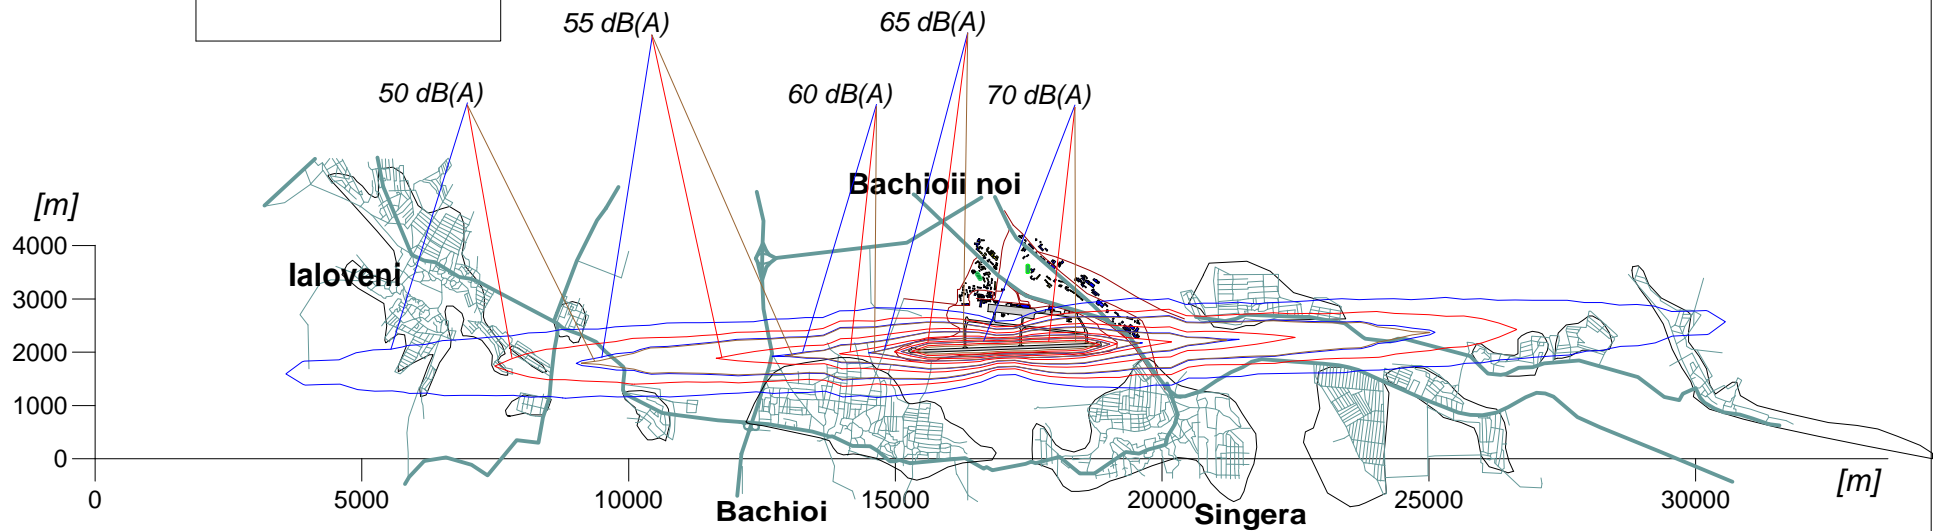 55 dB(A)
65 dB(A)
50 dB(A)
60 dB(A)
70 dB(A)
Bachioii noi
[m]
4000
Ialoveni
3000
2000
1000
0
0
5000
10000
15000
20000
25000
30000
[m]
Bachioi
Singera